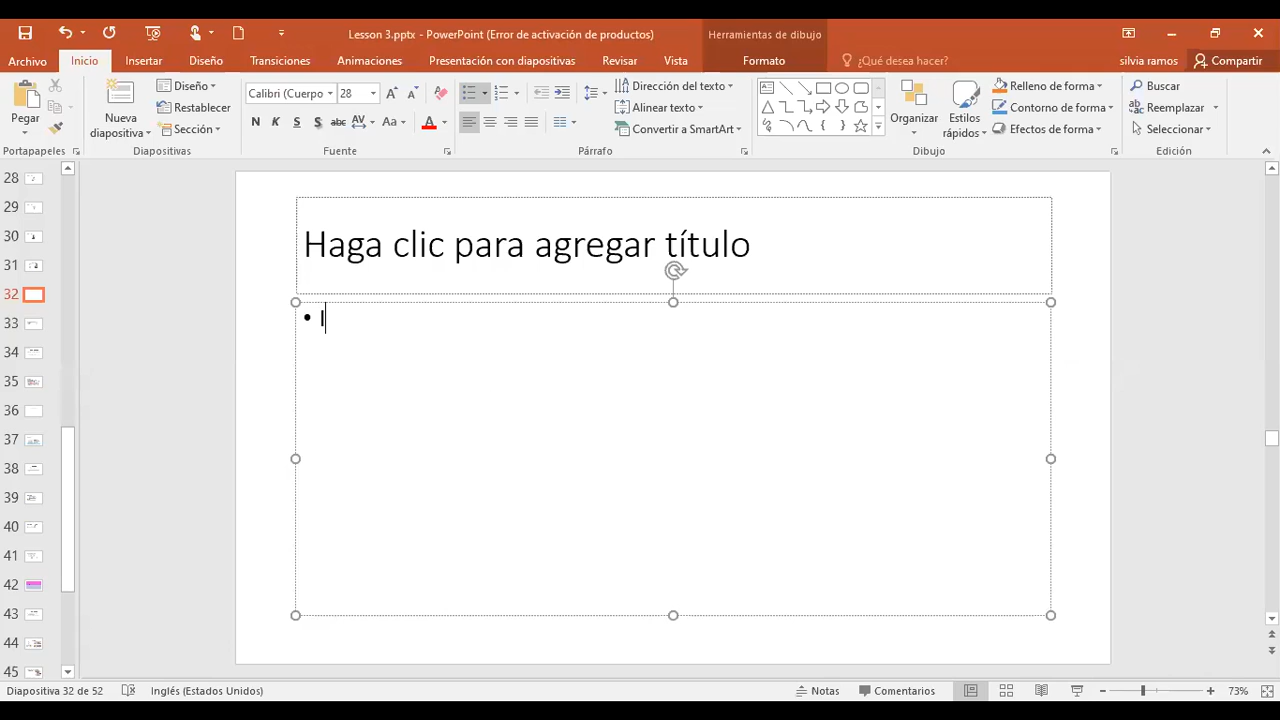 Lesson 3.pptx - PowerPoint (Error de activación de productos)
Herramientas de dibujo
Archivo Inicio Insertar Diseño Transiciones Animaciones Presentación con diapositivas Revisar Vista Formato ¿Qué desea hacer? silvia ramos Compartir
Pegar
Nueva diapositiva
Diseño
Restablecer
Sección
Calibri (Cuerpo 28
N K S abc AV Aa A
Dirección del texto
Alinear texto
Convertir a SmartArt
Organizar
Estilos rápidos
Relleno de forma
Contorno de forma
Efectos de forma
Buscar
Reemplazar
Seleccionar
Portapapeles Diapositivas Fuente Párrafo Dibujo Edición
28
29
30
31
32
33
34
35
36
37
38
39
40
41
42
43
44
45
Haga clic para agregar título
• I
Diapositiva 32 de 52 Inglés (Estados Unidos) Notas Comentarios 73%